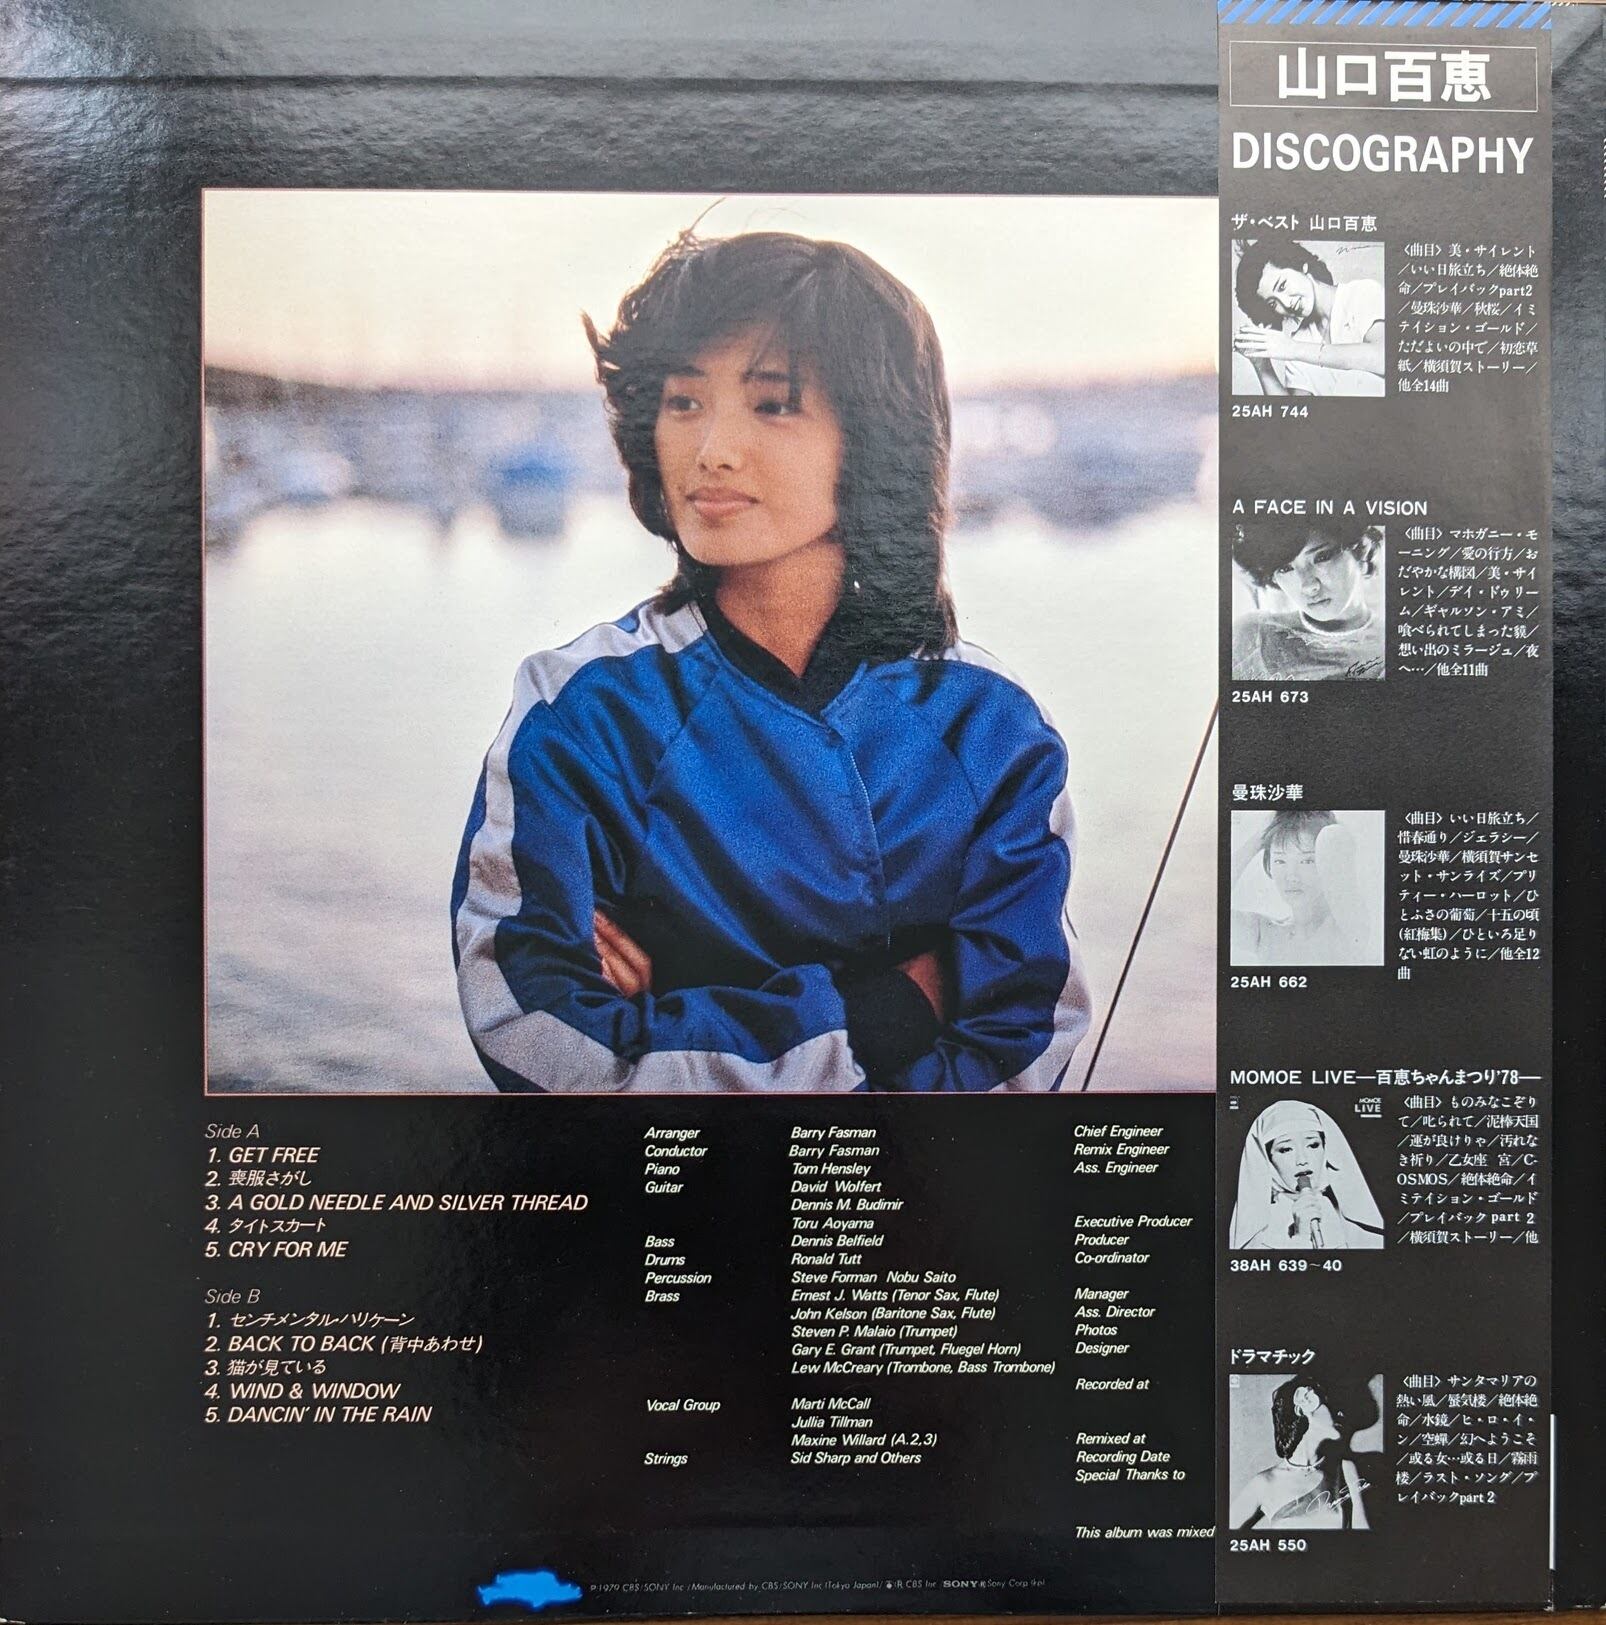 山口百恵
DISCOGRAPHY
ザ・ベスト 山口百恵
〈曲目〉美・サイレント
／いい日旅立ち／絶体絶
命／プレイバックpart2
／曼珠沙華／秋桜／イミ
テイション・ゴールド／
ただよいの中で／初恋草
紙／横須賀ストーリー／
他全14曲
25AH 744
A FACE IN A VISION
〈曲目〉マホガニー・モ
ーニング／愛の行方／お
だやかな構図／美・サイ
レント／デイ・ドゥリー
ム／ギャルソン・アミ／
喰べられてしまった獏／
想い出のミラージュ／夜
へ…／他全11曲
25AH 673
曼珠沙華
〈曲目〉いい日旅立ち／
惜春通り／ジェラシー／
曼珠沙華／横須賀サンセ
ット・サンライズ／プリ
ティー・ハーロット／ひ
とふさの葡萄／十五の頃
(紅梅集)／ひといろ足り
ない虹のように／他全12
曲
25AH 662
MOMOE LIVE—百恵ちゃんまつり'78—
MOMOE
LIVE
〈曲目〉ものみなこぞり
て／叱られて／泥棒天国
／運が良けりゃ／汚れな
き祈り／乙女座 宮／C-
OSMOS／絶体絶命／イ
ミテイション・ゴールド
／プレイバック part 2
／横須賀ストーリー／他
38AH 639~40
ドラマチック
〈曲目〉サンタマリアの
熱い風／蜃気楼／絶体絶
命／水鏡／ヒ・ロ・イ・
ン／空蟬／幻へようこそ
／或る女…或る日／霧雨
楼／ラスト・ソング／プ
レイバックpart 2
25AH 550
Side A
1. GET FREE
2. 喪服さがし
3. A GOLD NEEDLE AND SILVER THREAD
4. タイトスカート
5. CRY FOR ME
Side B
1. センチメンタル・ハリケーン
2. BACK TO BACK (背中あわせ)
3. 猫が見ている
4. WIND & WINDOW
5. DANCIN' IN THE RAIN
Arranger Barry Fasman
Conductor Barry Fasman
Piano Tom Hensley
Guitar David Wolfert
Dennis M. Budimir
Toru Aoyama
Bass Dennis Belfield
Drums Ronald Tutt
Percussion Steve Forman Nobu Saito
Brass Ernest J. Watts (Tenor Sax, Flute)
John Kelson (Baritone Sax, Flute)
Steven P. Malaio (Trumpet)
Gary E. Grant (Trumpet, Fluegel Horn)
Lew McCreary (Trombone, Bass Trombone)
Vocal Group Marti McCall
Jullia Tillman
Maxine Willard (A.2,3)
Strings Sid Sharp and Others
Chief Engineer
Remix Engineer
Ass. Engineer
Executive Producer
Producer
Co-ordinator
Manager
Ass. Director
Photos
Designer
Recorded at
Remixed at
Recording Date
Special Thanks to
This album was mixed
℗1979 CBS/SONY Inc./Manufactured by CBS/SONY Inc.(Tokyo Japan)/ ® CBS Inc. SONY ® Sony Corp.